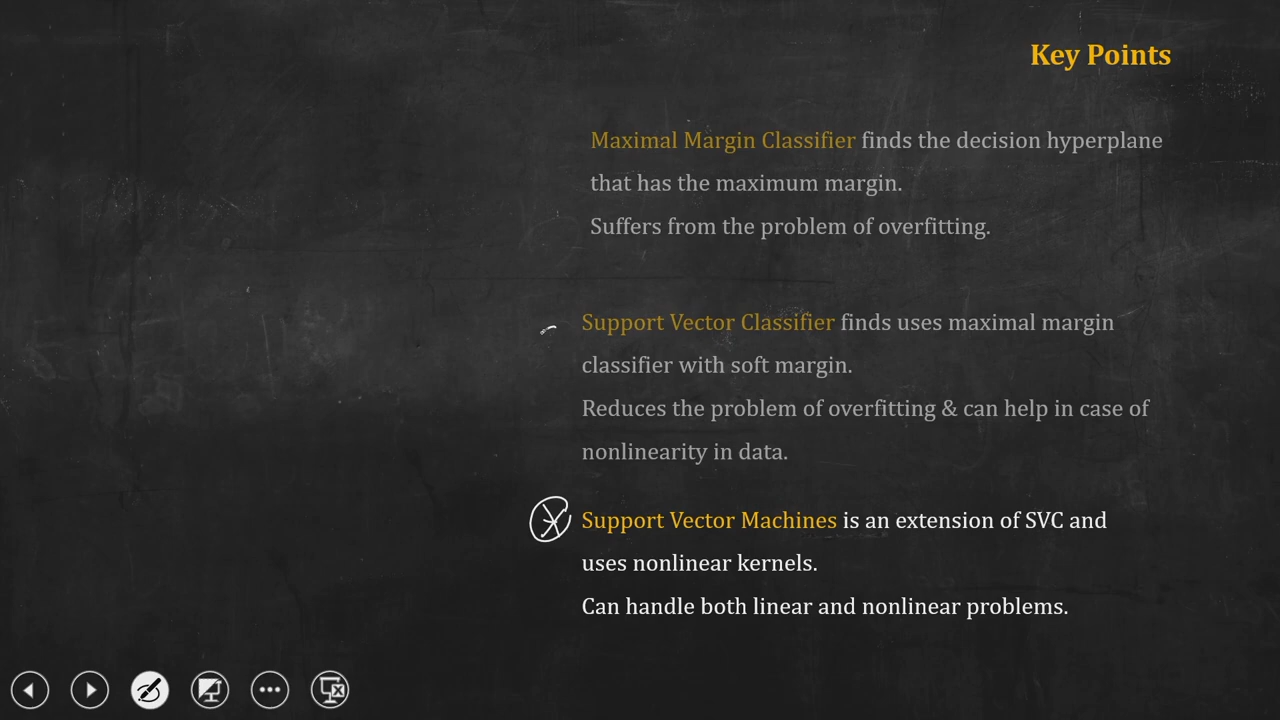 Key Points
Maximal Margin Classifier finds the decision hyperplane
that has the maximum margin.
Suffers from the problem of overfitting.
Support Vector Classifier finds uses maximal margin
classifier with soft margin.
Reduces the problem of overfitting & can help in case of
nonlinearity in data.
Support Vector Machines is an extension of SVC and
uses nonlinear kernels.
Can handle both linear and nonlinear problems.